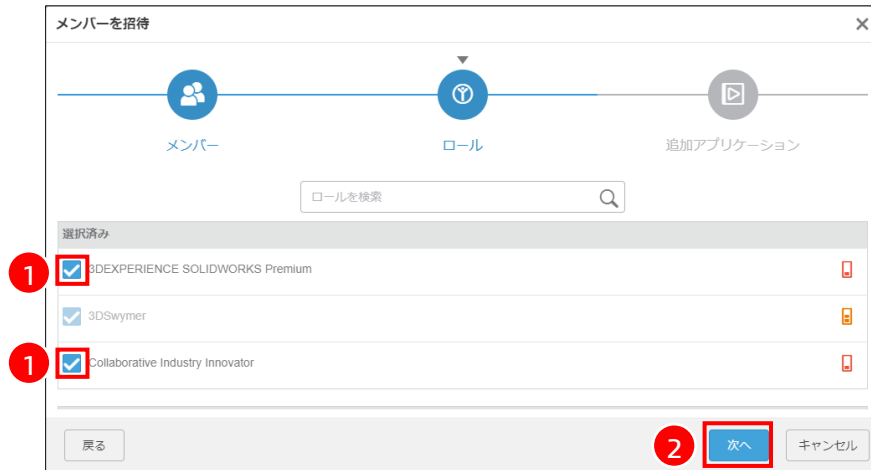 メンバーを招待
メンバー
ロール
追加アプリケーション
ロールを検索
選択済み
1
3DEXPERIENCE SOLIDWORKS Premium
3DSwymer
1
Collaborative Industry Innovator
戻る
2
次へ
キャンセル